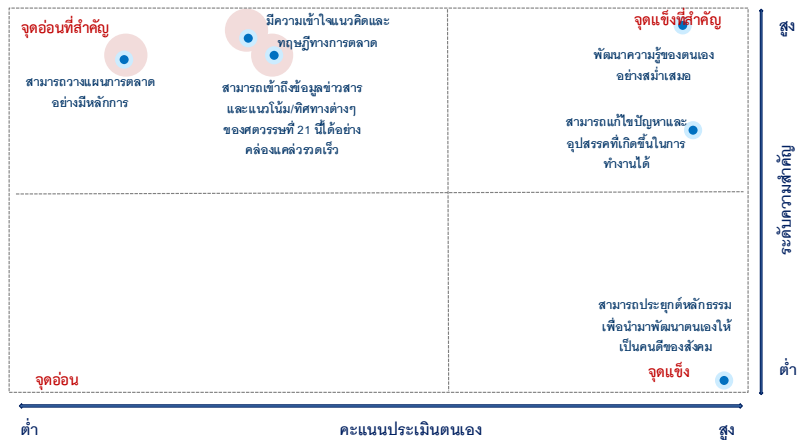 จุดอ่อนที่สำคัญ
มีความเข้าใจแนวคิดและ
ทฤษฎีทางการตลาด
สามารถวางแผนการตลาด
อย่างมีหลักการ
สามารถเข้าถึงข้อมูลข่าวสาร
และแนวโน้ม/ทิศทางต่างๆ
ของศตวรรษที่ 21 นี้ได้อย่าง
คล่องแคล่วรวดเร็ว
จุดแข็งที่สำคัญ
พัฒนาความรู้ของตนเอง
อย่างสม่ำเสมอ
สามารถแก้ไขปัญหาและ
อุปสรรคที่เกิดขึ้นในการ
ทำงานได้
สามารถประยุกต์หลักธรรม
เพื่อนำมาพัฒนาตนเองให้
เป็นคนดีของสังคม
จุดอ่อน
จุดแข็ง
สูง
ระดับความสำคัญ
ต่ำ
ต่ำ
คะแนนประเมินตนเอง
สูง